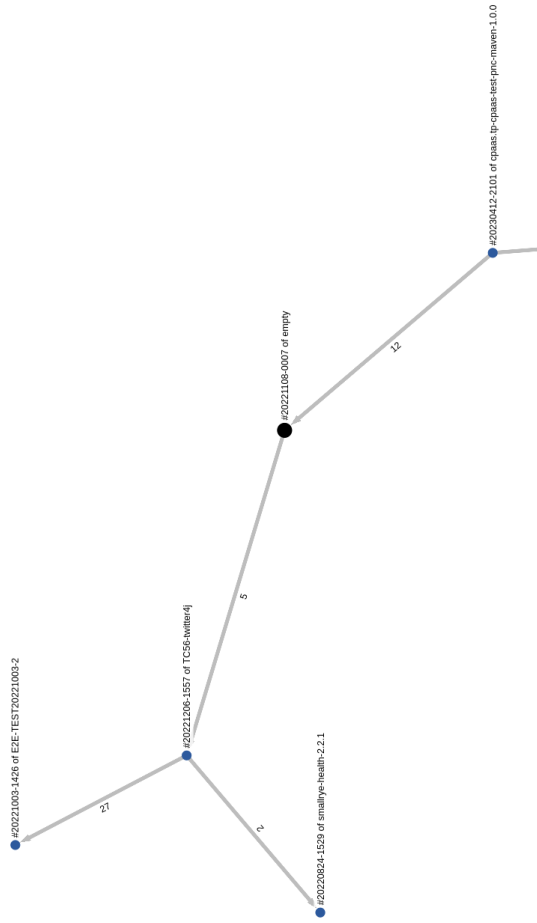 #20230412-2101 of cpaas.tp-cpaas-test-pnc-maven-1.0.0
12
#20221108-0007 of empty
5
#20221206-1557 of TC56-twitter4j
#20221003-1426 of E2E-TEST20221003-2
27
2
#20220824-1529 of smallrye-health-2.2.1